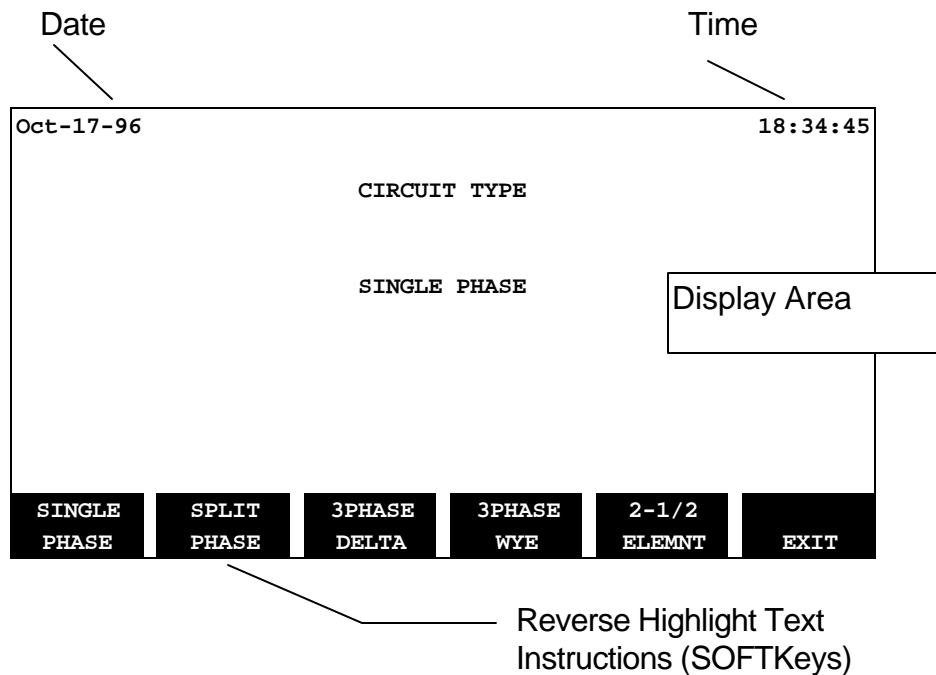 Date Time
Oct-17-96 18:34:45
CIRCUIT TYPE
SINGLE PHASE
Display Area
SINGLE SPLIT 3PHASE 3PHASE 2-1/2
PHASE PHASE DELTA WYE ELEMNT EXIT
Reverse Highlight Text
Instructions (SOFTKeys)